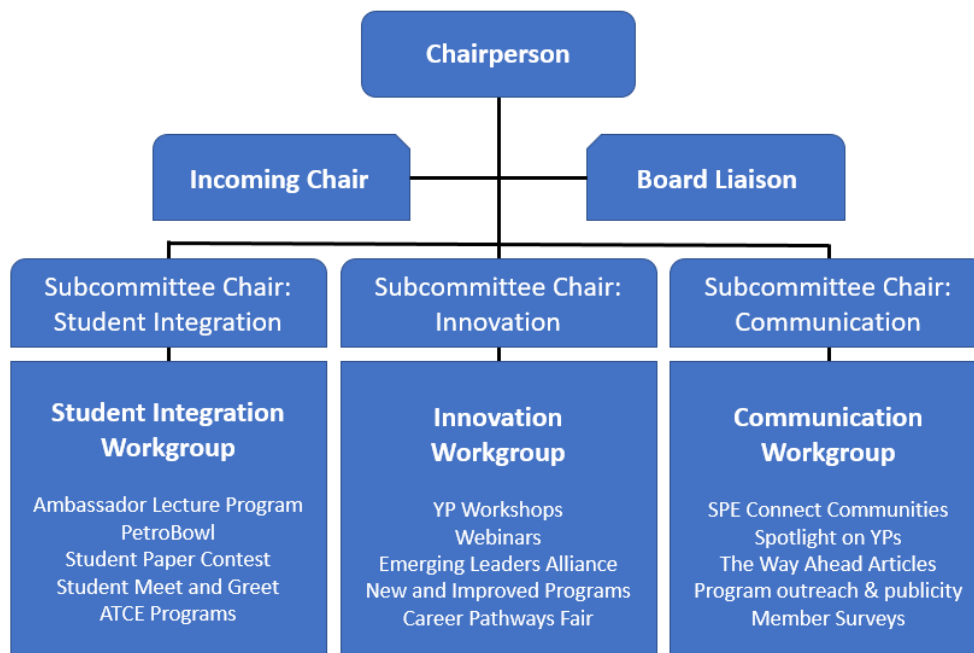 Chairperson
Incoming Chair
Board Liaison
Subcommittee Chair:
Student Integration
Subcommittee Chair:
Innovation
Subcommittee Chair:
Communication
Student Integration
Workgroup
Ambassador Lecture Program
PetroBowl
Student Paper Contest
Student Meet and Greet
ATCE Programs
Innovation
Workgroup
YP Workshops
Webinars
Emerging Leaders Alliance
New and Improved Programs
Career Pathways Fair
Communication
Workgroup
SPE Connect Communities
Spotlight on YPs
The Way Ahead Articles
Program outreach & publicity
Member Surveys